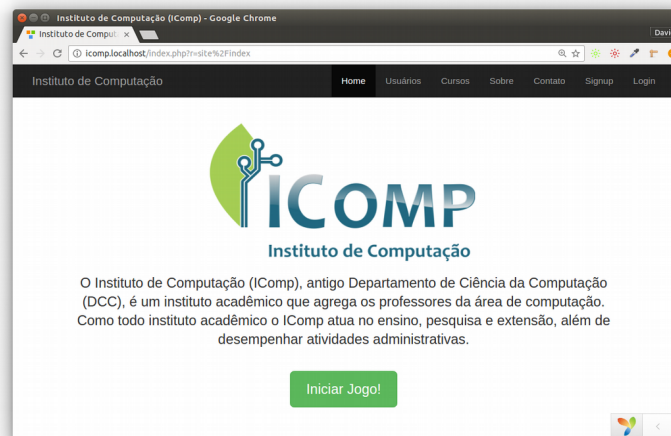 Instituto de Computação (IComp) - Google Chrome
Instituto de Comput
Davi
icomp.localhost/index.php?r=site%2Findex
Instituto de Computação
Home Usuários Cursos Sobre Contato Signup Login
ICOMP
Instituto de Computação
O Instituto de Computação (IComp), antigo Departamento de Ciência da Computação
(DCC), é um instituto acadêmico que agrega os professores da área de computação.
Como todo instituto acadêmico o IComp atua no ensino, pesquisa e extensão, além de
desempenhar atividades administrativas.
Iniciar Jogo!